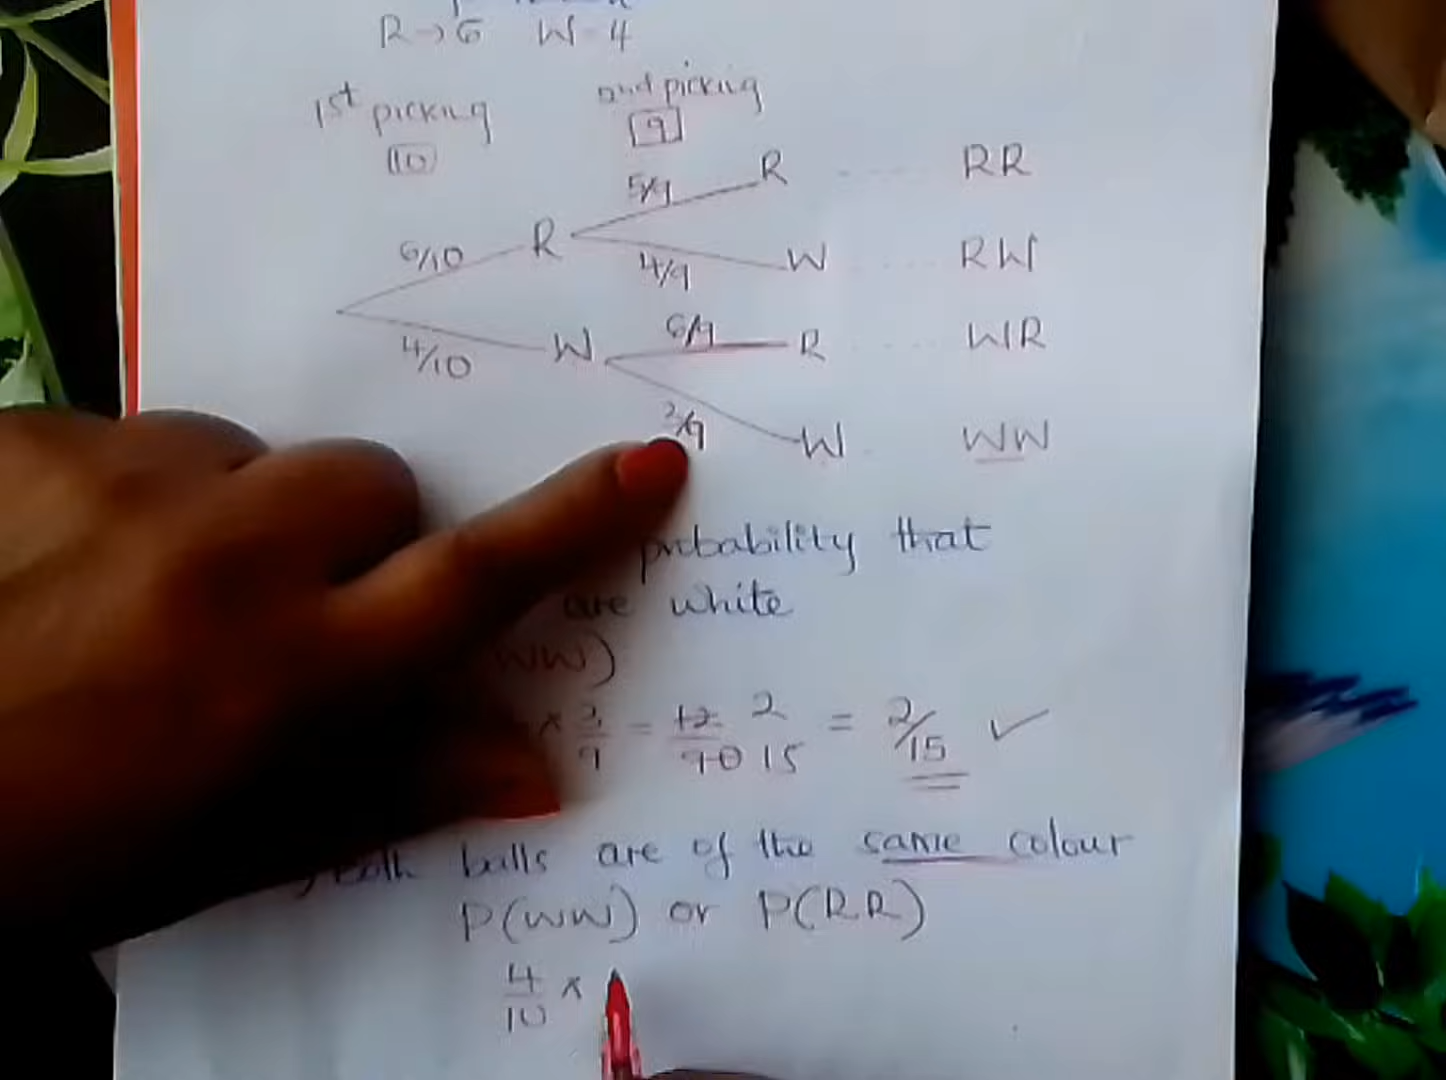 R→6 W-4
1st picking 2nd picking
10 9
5/9 R RR
6/10 R
4/9 W RW
6/9 R WR
4/10 W
3/9 W WW
probability that
are white
WW)
× 3/9 = 12/90 2/15 = 2/15 ✓
both balls are of the same colour
P(WW) or P(RR)
4/10 ×